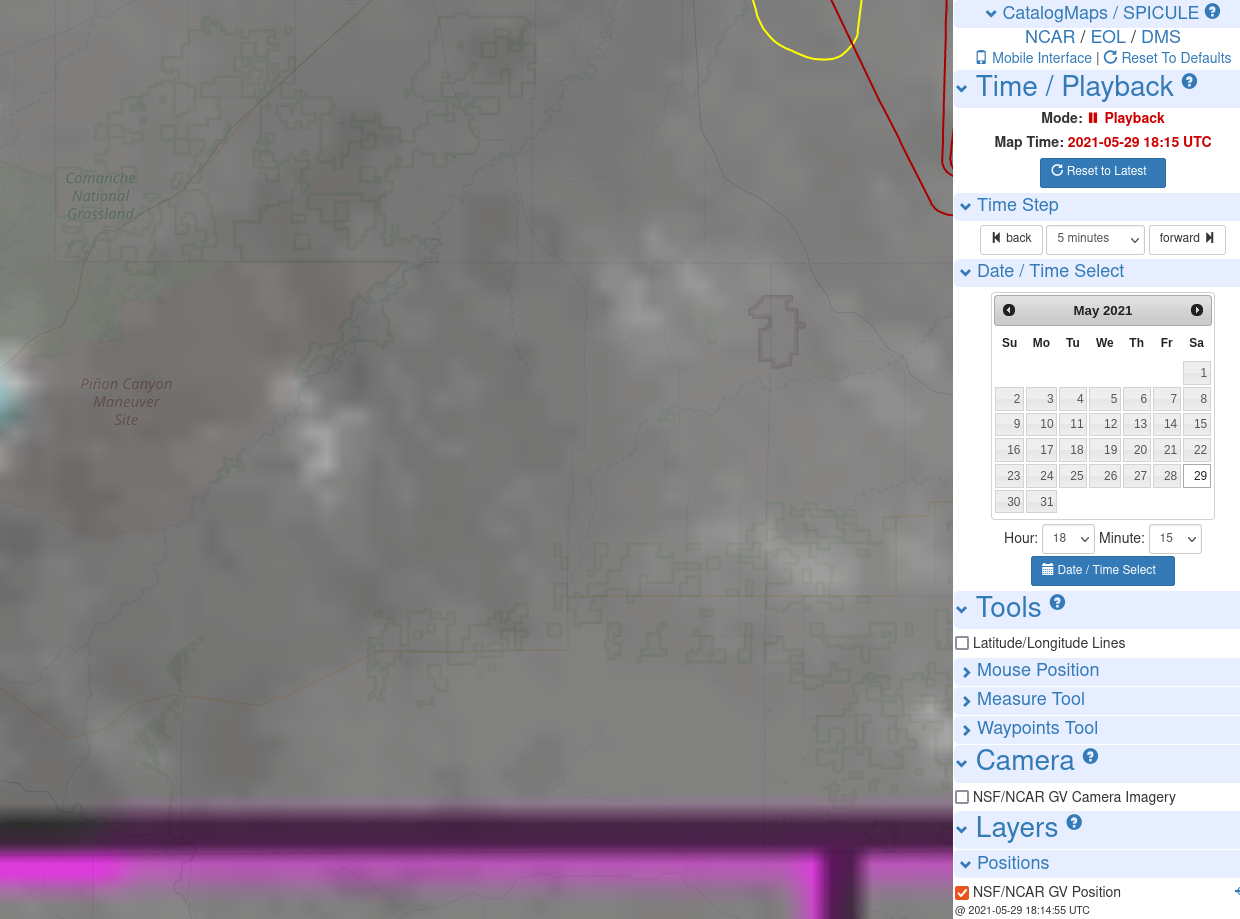 Comanche
National
Grassland
Piñon Canyon
Maneuver
Site
CatalogMaps / SPICULE
NCAR / EOL / DMS
Mobile Interface | Reset To Defaults
Time / Playback
Mode: Playback
Map Time: 2021-05-29 18:15 UTC
Reset to Latest
Time Step
back 5 minutes forward
Date / Time Select
May 2021
Su Mo Tu We Th Fr Sa
1
2 3 4 5 6 7 8
9 10 11 12 13 14 15
16 17 18 19 20 21 22
23 24 25 26 27 28 29
30 31
Hour: 18 Minute: 15
Date / Time Select
Tools
Latitude/Longitude Lines
Mouse Position
Measure Tool
Waypoints Tool
Camera
NSF/NCAR GV Camera Imagery
Layers
Positions
NSF/NCAR GV Position
@ 2021-05-29 18:14:55 UTC